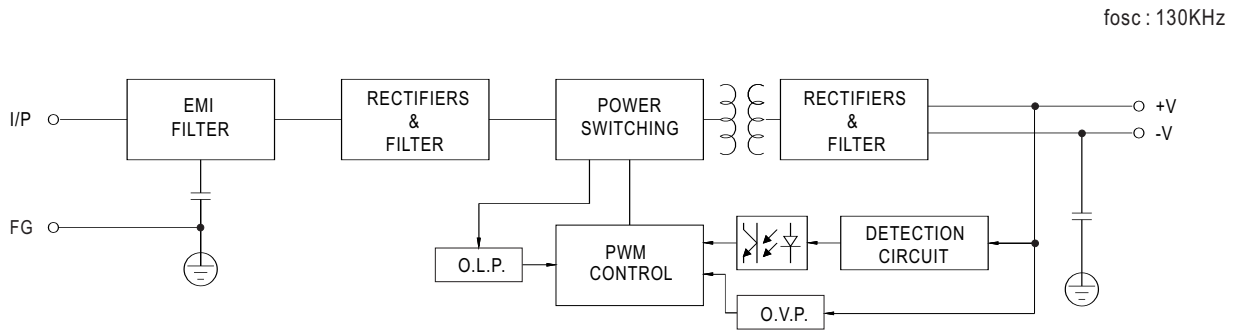 fosc : 130KHz
I/P
EMI
FILTER
RECTIFIERS
&
FILTER
POWER
SWITCHING
RECTIFIERS
&
FILTER
+V
-V
FG
O.L.P.
PWM
CONTROL
DETECTION
CIRCUIT
O.V.P.